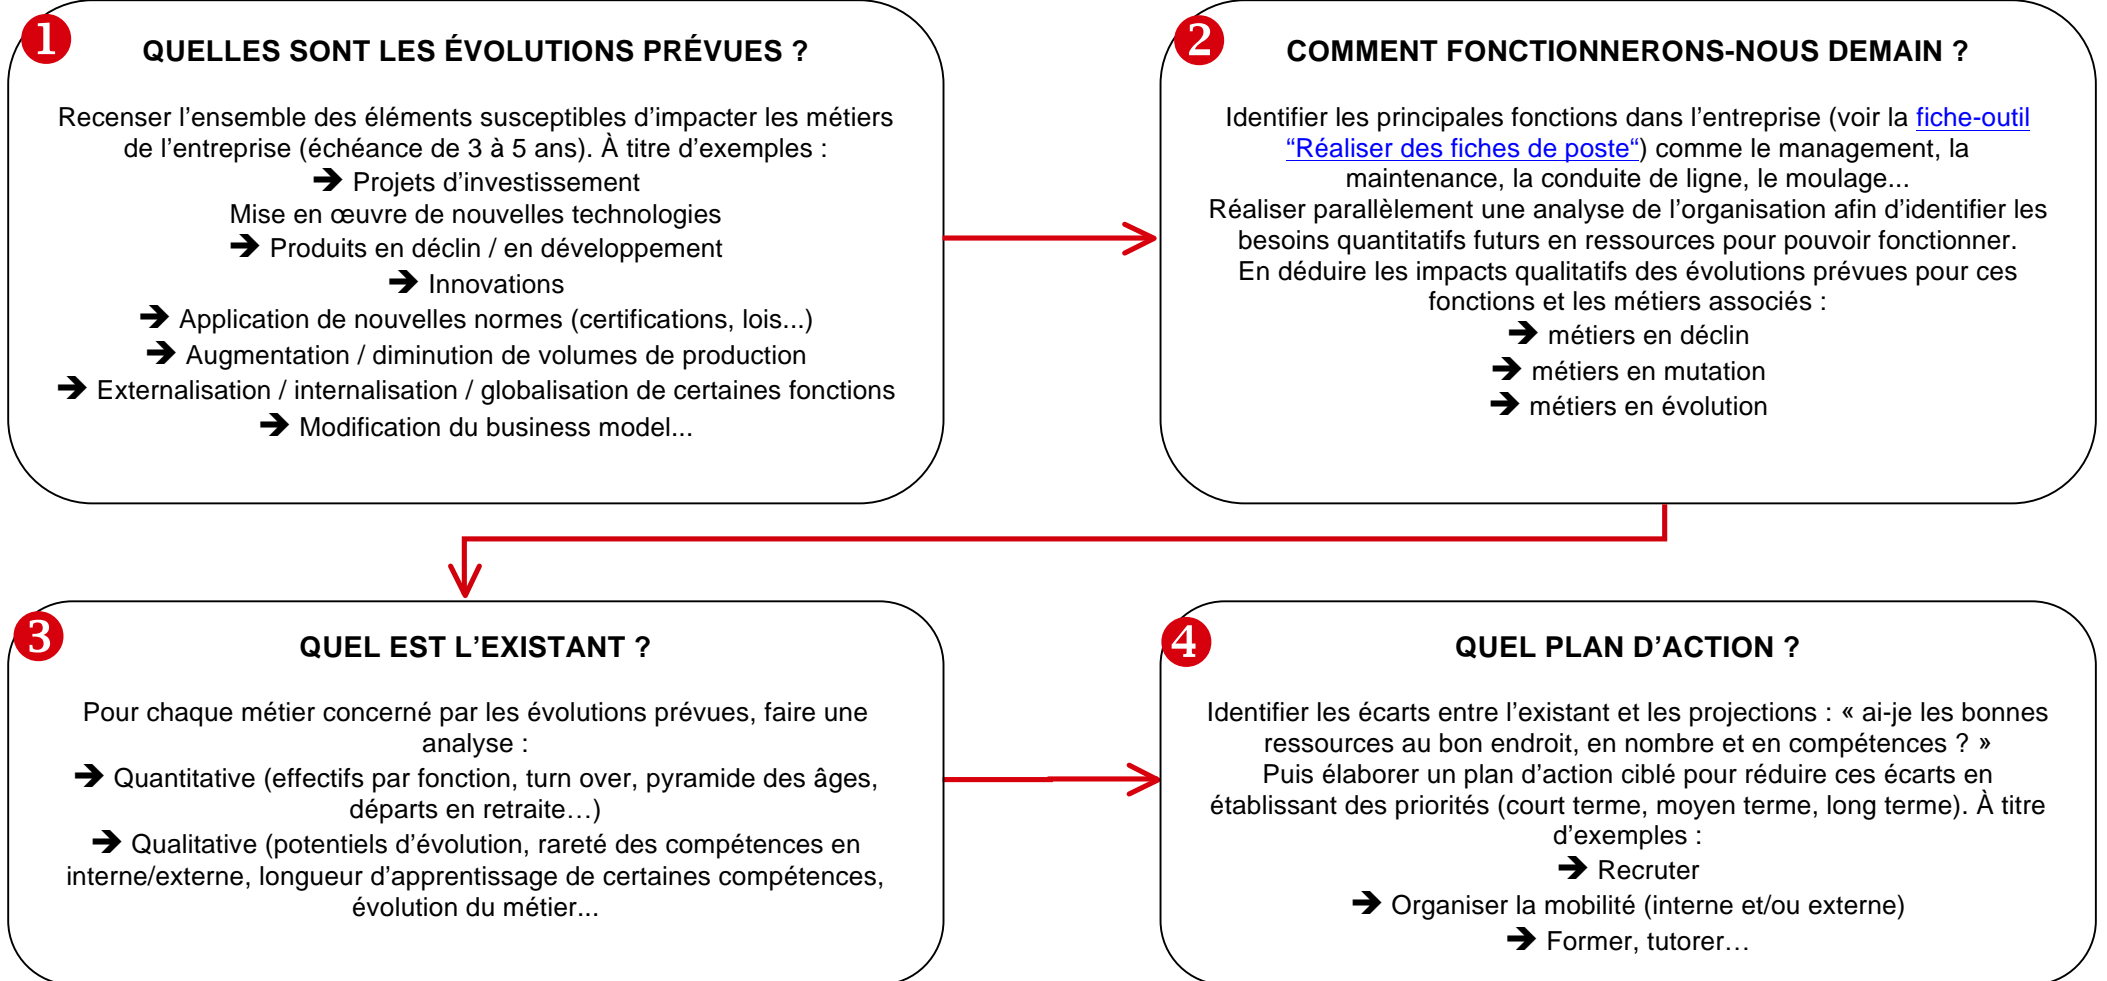 1
QUELLES SONT LES ÉVOLUTIONS PRÉVUES ?
Recenser l’ensemble des éléments susceptibles d’impacter les métiers
de l’entreprise (échéance de 3 à 5 ans). À titre d’exemples :
➔ Projets d’investissement
Mise en œuvre de nouvelles technologies
➔ Produits en déclin / en développement
➔ Innovations
➔ Application de nouvelles normes (certifications, lois...)
➔ Augmentation / diminution de volumes de production
➔ Externalisation / internalisation / globalisation de certaines fonctions
➔ Modification du business model...
2
COMMENT FONCTIONNERONS-NOUS DEMAIN ?
Identifier les principales fonctions dans l’entreprise (voir la fiche-outil
“Réaliser des fiches de poste“) comme le management, la
maintenance, la conduite de ligne, le moulage...
Réaliser parallèlement une analyse de l’organisation afin d’identifier les
besoins quantitatifs futurs en ressources pour pouvoir fonctionner.
En déduire les impacts qualitatifs des évolutions prévues pour ces
fonctions et les métiers associés :
➔ métiers en déclin
➔ métiers en mutation
➔ métiers en évolution
3
QUEL EST L’EXISTANT ?
Pour chaque métier concerné par les évolutions prévues, faire une
analyse :
➔ Quantitative (effectifs par fonction, turn over, pyramide des âges,
départs en retraite…)
➔ Qualitative (potentiels d’évolution, rareté des compétences en
interne/externe, longueur d’apprentissage de certaines compétences,
évolution du métier...
4
QUEL PLAN D’ACTION ?
Identifier les écarts entre l’existant et les projections : « ai-je les bonnes
ressources au bon endroit, en nombre et en compétences ? »
Puis élaborer un plan d’action ciblé pour réduire ces écarts en
établissant des priorités (court terme, moyen terme, long terme). À titre
d’exemples :
➔ Recruter
➔ Organiser la mobilité (interne et/ou externe)
➔ Former, tutorer…